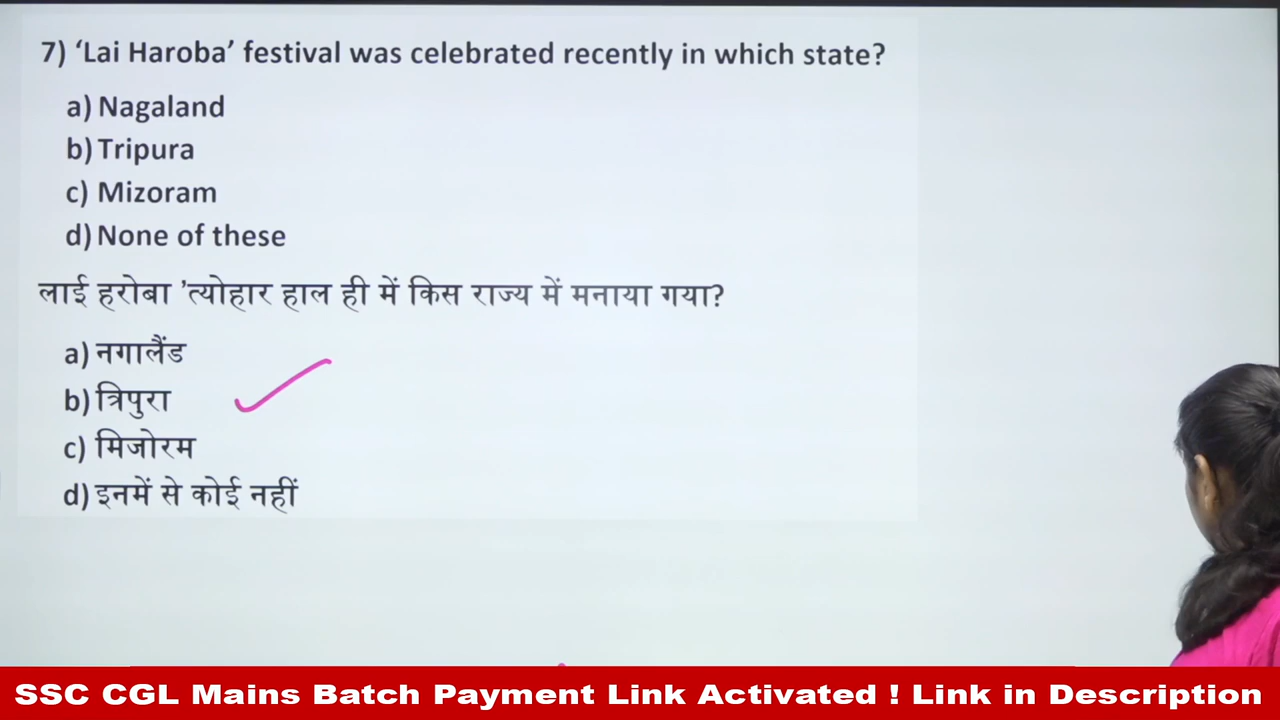 7) ‘Lai Haroba’ festival was celebrated recently in which state?
a) Nagaland
b) Tripura
c) Mizoram
d) None of these
लाई हरोबा ’त्योहार हाल ही में किस राज्य में मनाया गया?
a) नगालैंड
b) त्रिपुरा
c) मिजोरम
d) इनमें से कोई नहीं
SSC CGL Mains Batch Payment Link Activated ! Link in Description